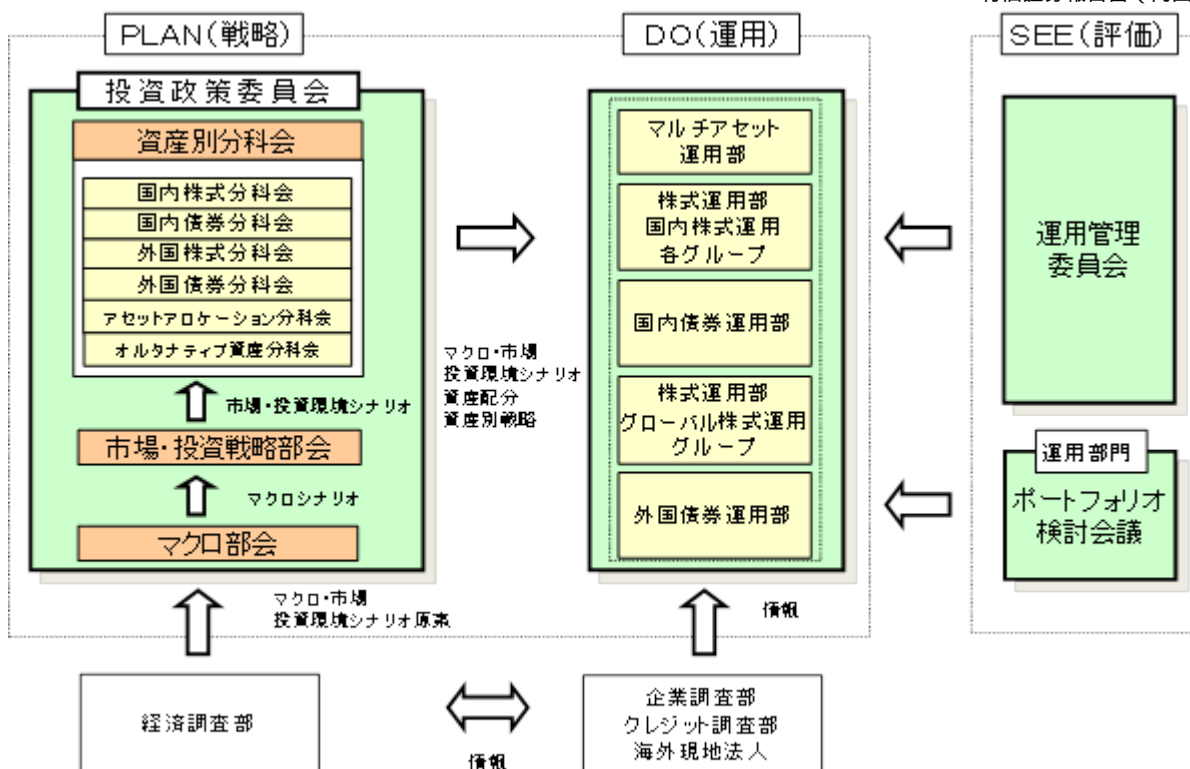 PLAN(戦略)
投資政策委員会
資産別分科会
国内株式分科会
国内債券分科会
外国株式分科会
外国債券分科会
アセットアロケーション分科会
オルタナティブ資産分科会
市場・投資環境シナリオ
市場・投資戦略部会
マクロシナリオ
マクロ部会
マクロ・市場
投資環境シナリオ原案
経済調査部
マクロ・市場
投資環境シナリオ
資産配分
資産別戦略
DO(運用)
マルチアセット
運用部
株式運用部
国内株式運用
各グループ
国内債券運用部
株式運用部
グローバル株式運用
グループ
外国債券運用部
情報
企業調査部
クレジット調査部
海外現地法人
情報
SEE(評価)
運用管理
委員会
運用部門
ポートフォリオ
検討会議